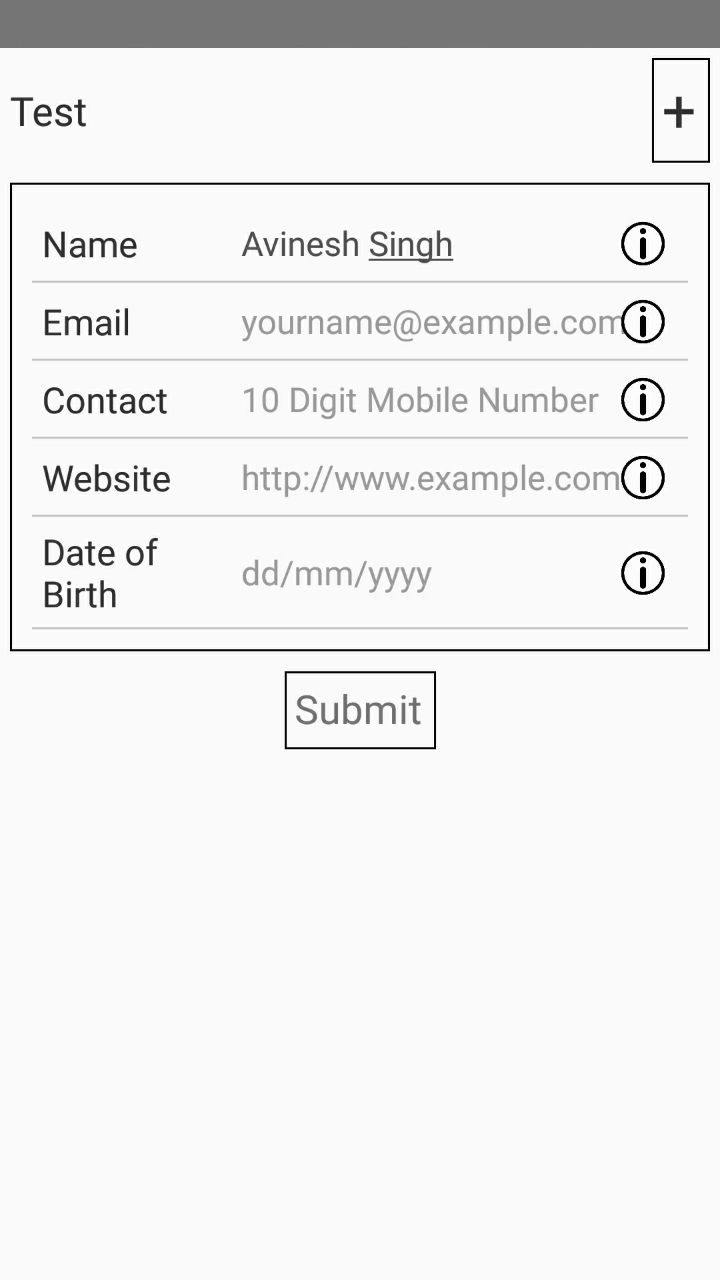 Test +
Name Avinesh Singh
Email yourname@example.com
Contact 10 Digit Mobile Number
Website http://www.example.com
Date of
Birth dd/mm/yyyy
Submit